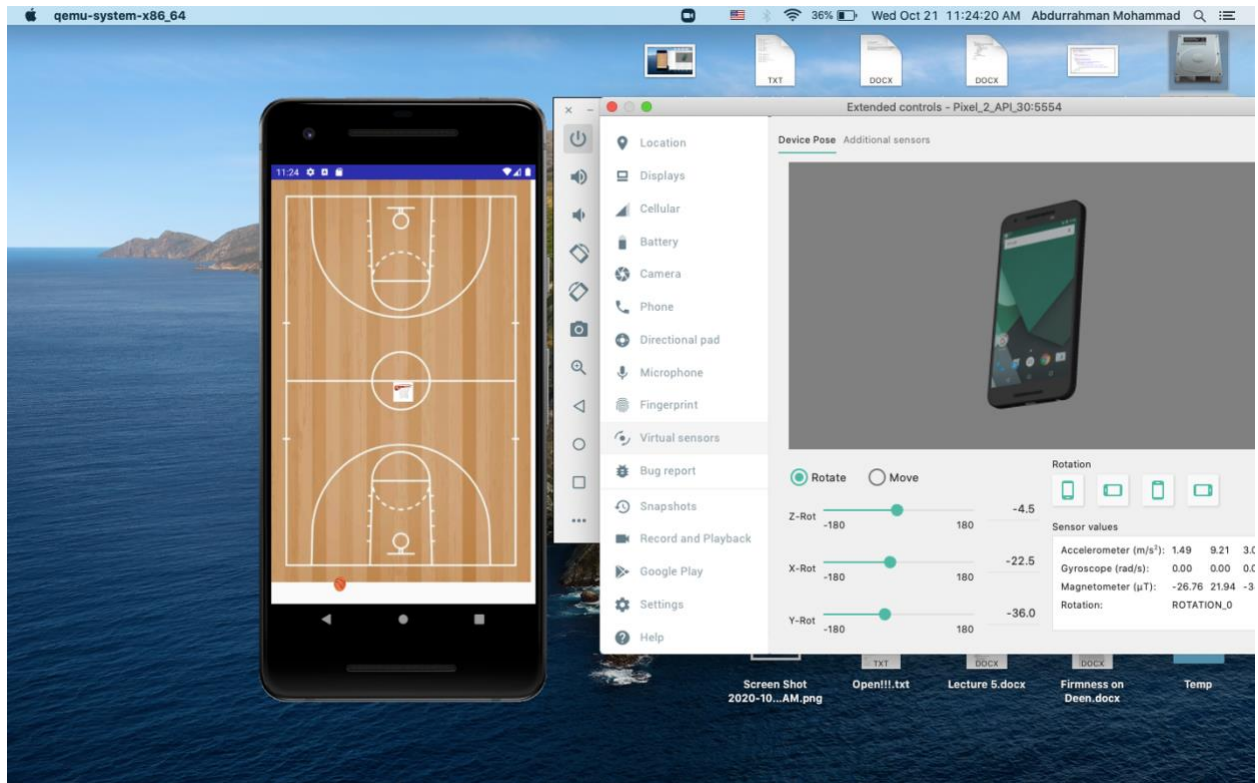 qemu-system-x86_64
36%
Wed Oct 21 11:24:20 AM Abdurrahman Mohammad
TXT
DOCX
DOCX
Extended controls - Pixel_2_API_30:5554
11:24
Location
Displays
Cellular
Battery
Camera
Phone
Directional pad
Microphone
Fingerprint
Virtual sensors
Bug report
Snapshots
Record and Playback
Google Play
Settings
Help
Device Pose Additional sensors
Rotate Move
Z-Rot -4.5
-180 180
X-Rot -22.5
-180 180
Y-Rot -36.0
-180 180
Rotation
Sensor values
Accelerometer (m/s²): 1.49 9.21
Gyroscope (rad/s): 0.00 0.00
Magnetometer (μT): -26.76 21.94
Rotation: ROTATION_0
TXT
DOCX
DOCX
Screen Shot
2020-10...AM.png
Open!!!.txt
Lecture 5.docx
Firmness on
Deen.docx
Temp